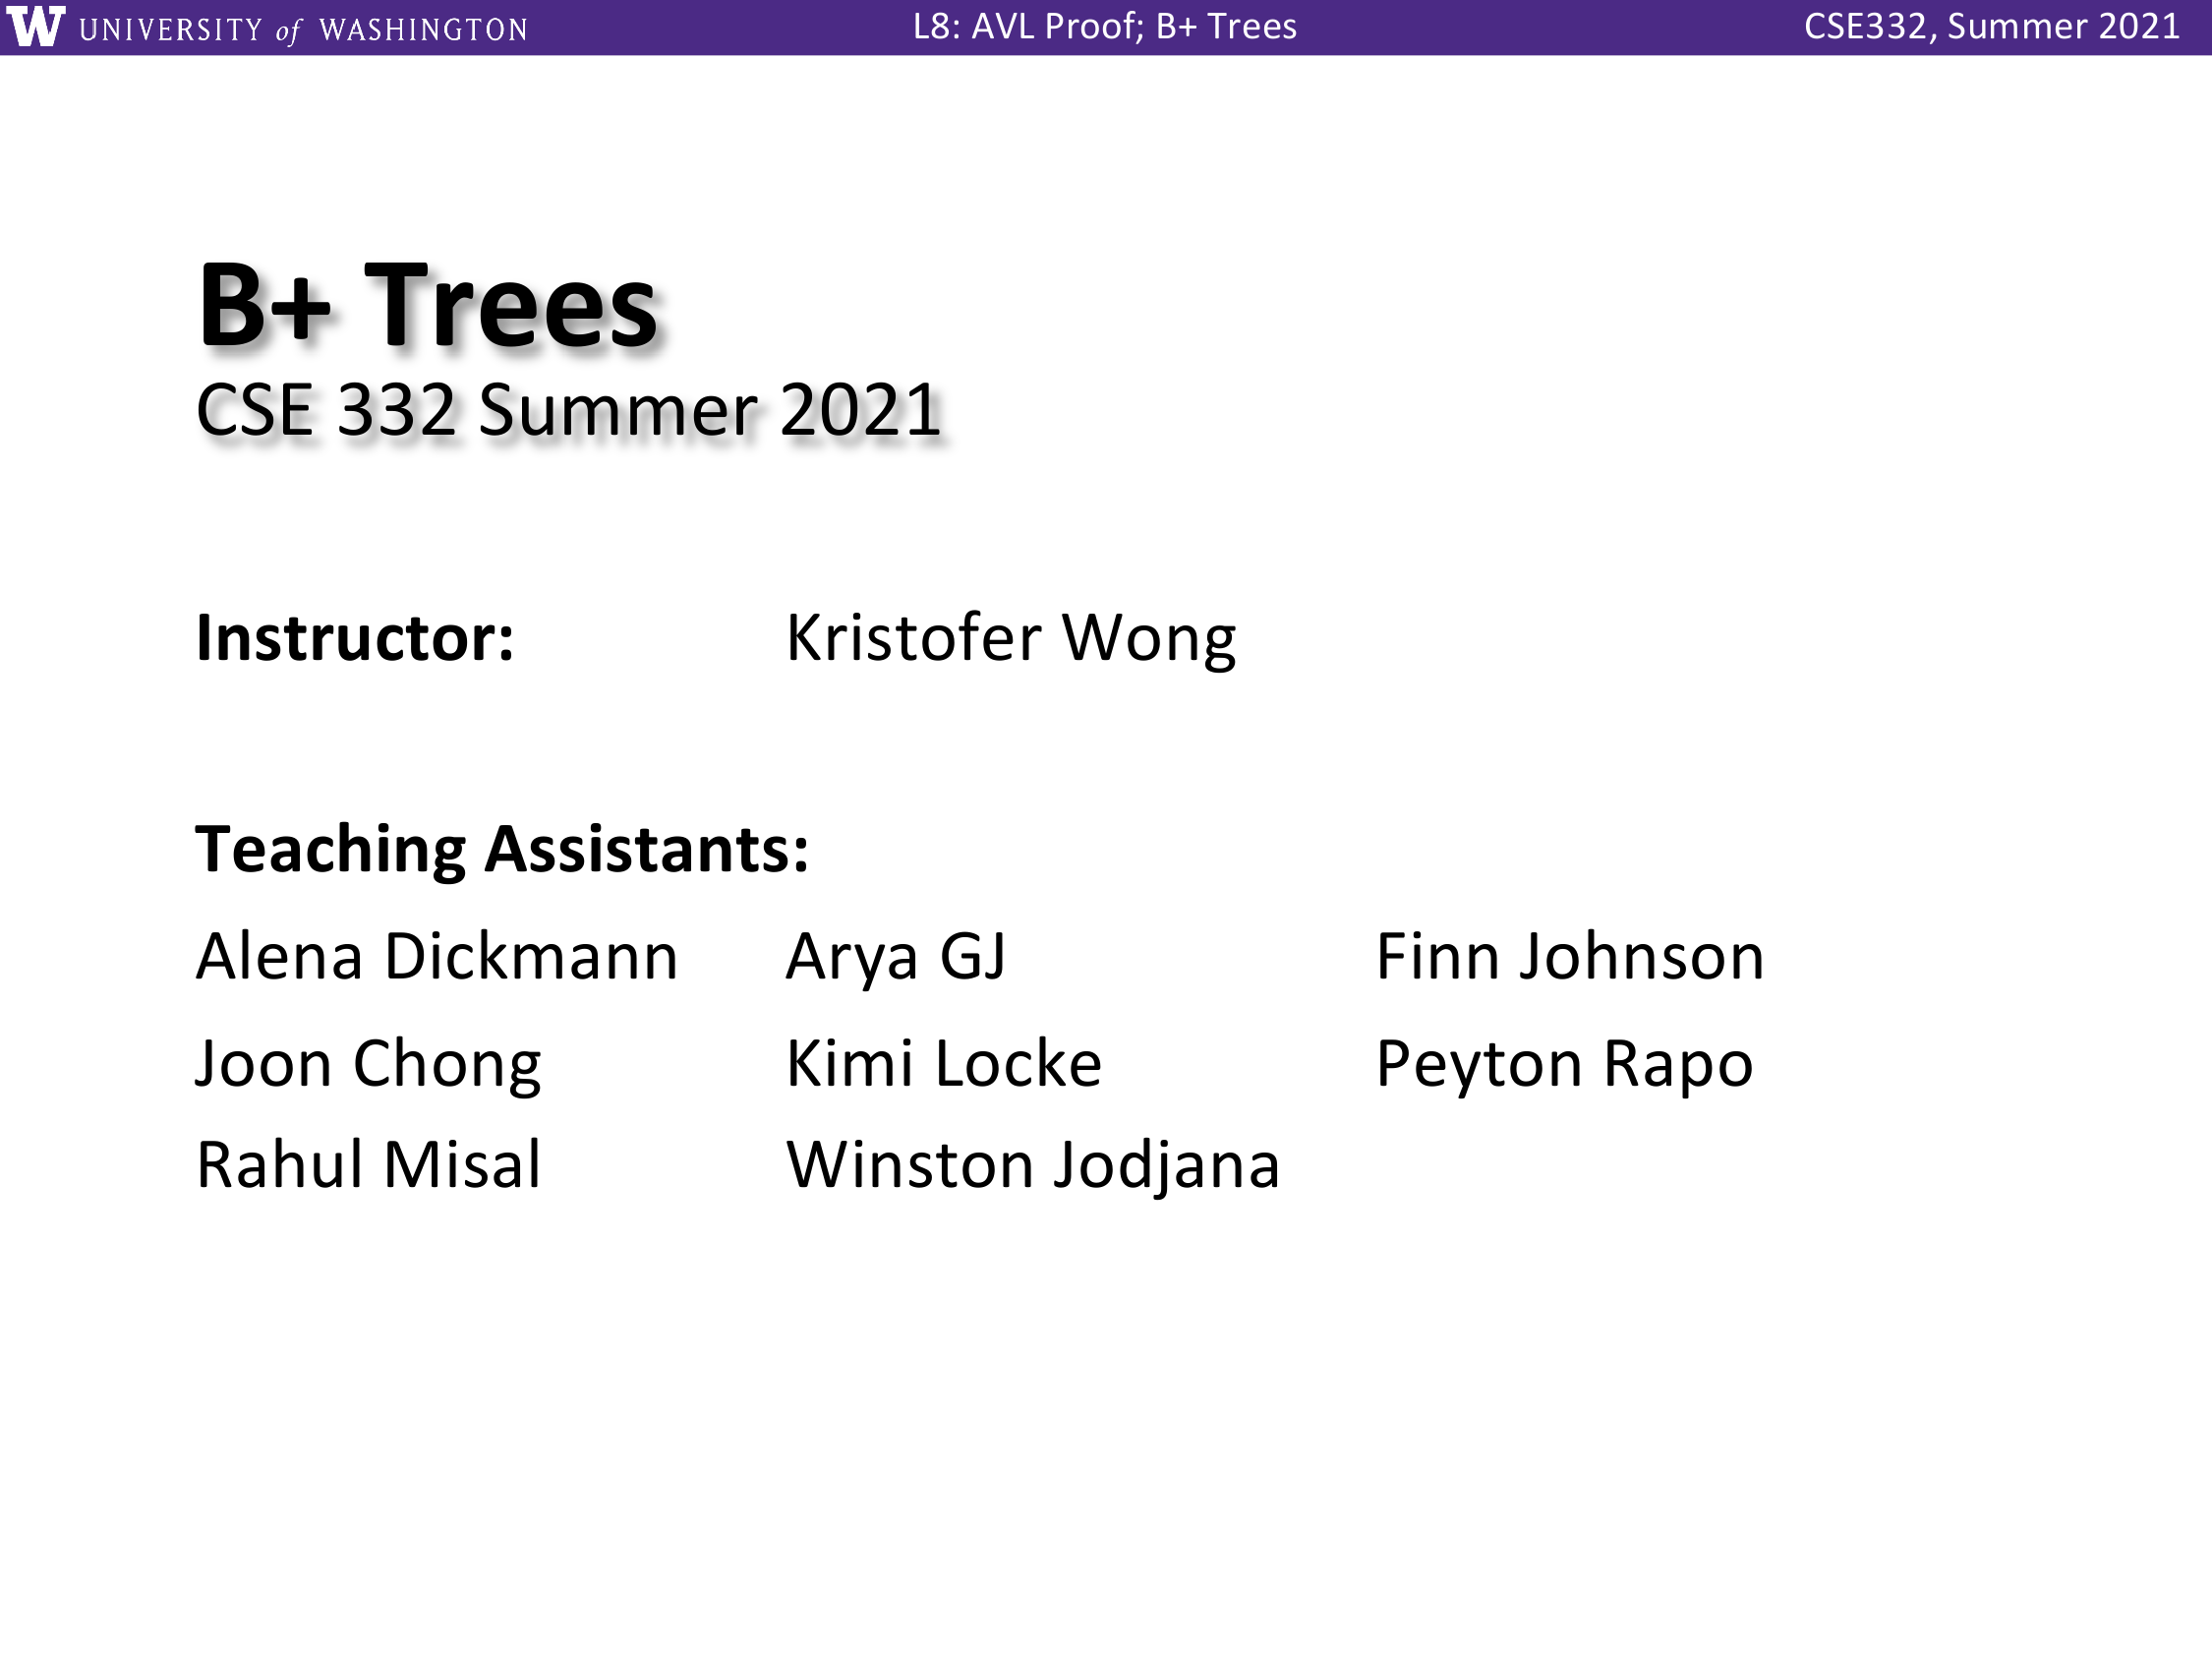 W UNIVERSITY of WASHINGTON L8: AVL Proof; B+ Trees CSE332, Summer 2021
B+ Trees
CSE 332 Summer 2021
Instructor: Kristofer Wong
Teaching Assistants:
Alena Dickmann Arya GJ Finn Johnson
Joon Chong Kimi Locke Peyton Rapo
Rahul Misal Winston Jodjana